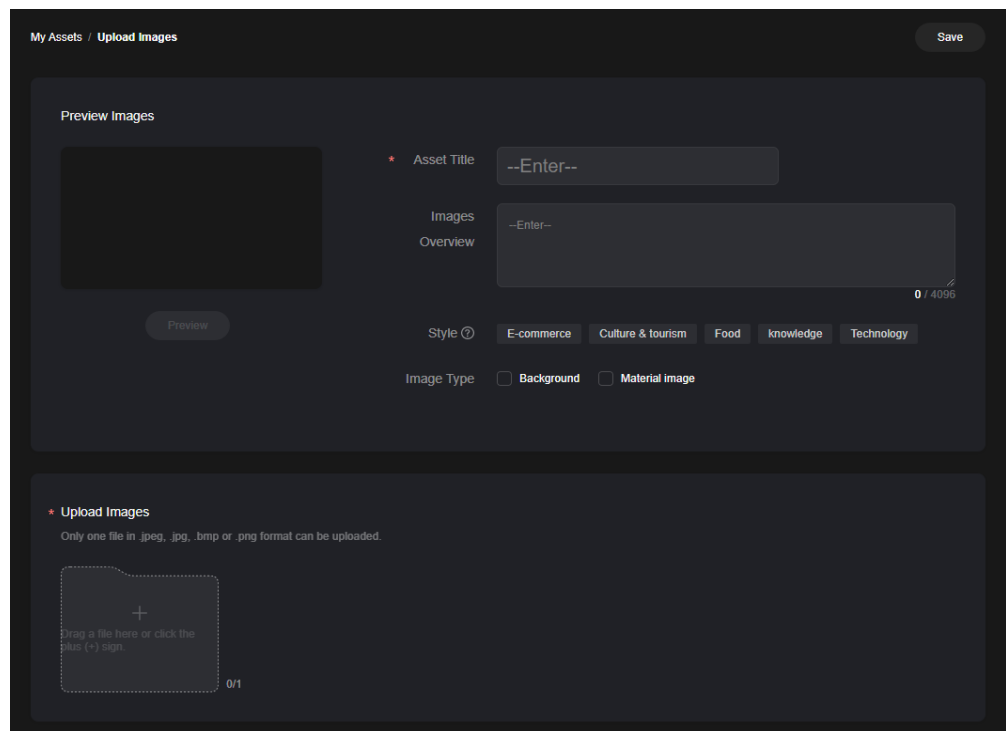 My Assets / Upload Images
Save
Preview Images
* Asset Title
--Enter--
Images
Overview
--Enter--
0 / 4096
Preview
Style ?
E-commerce Culture & tourism Food knowledge Technology
Image Type
Background Material image
* Upload Images
Only one file in .jpeg, .jpg, .bmp or .png format can be uploaded.
Drag a file here or click the
plus (+) sign.
0/1